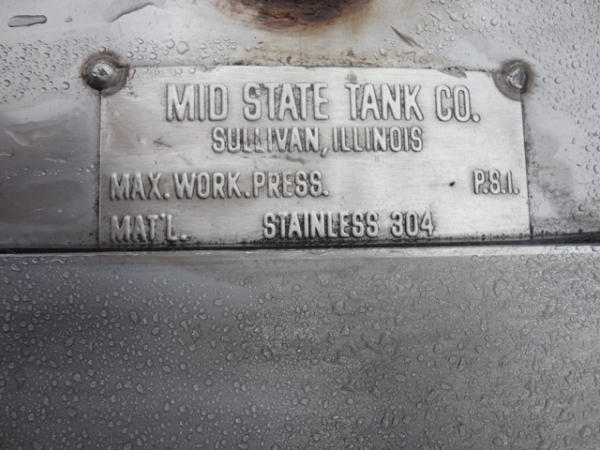 MID STATE TANK CO.
SULLIVAN, ILLINOIS
MAX. WORK. PRESS. P.S.I.
MAT'L. STAINLESS 304